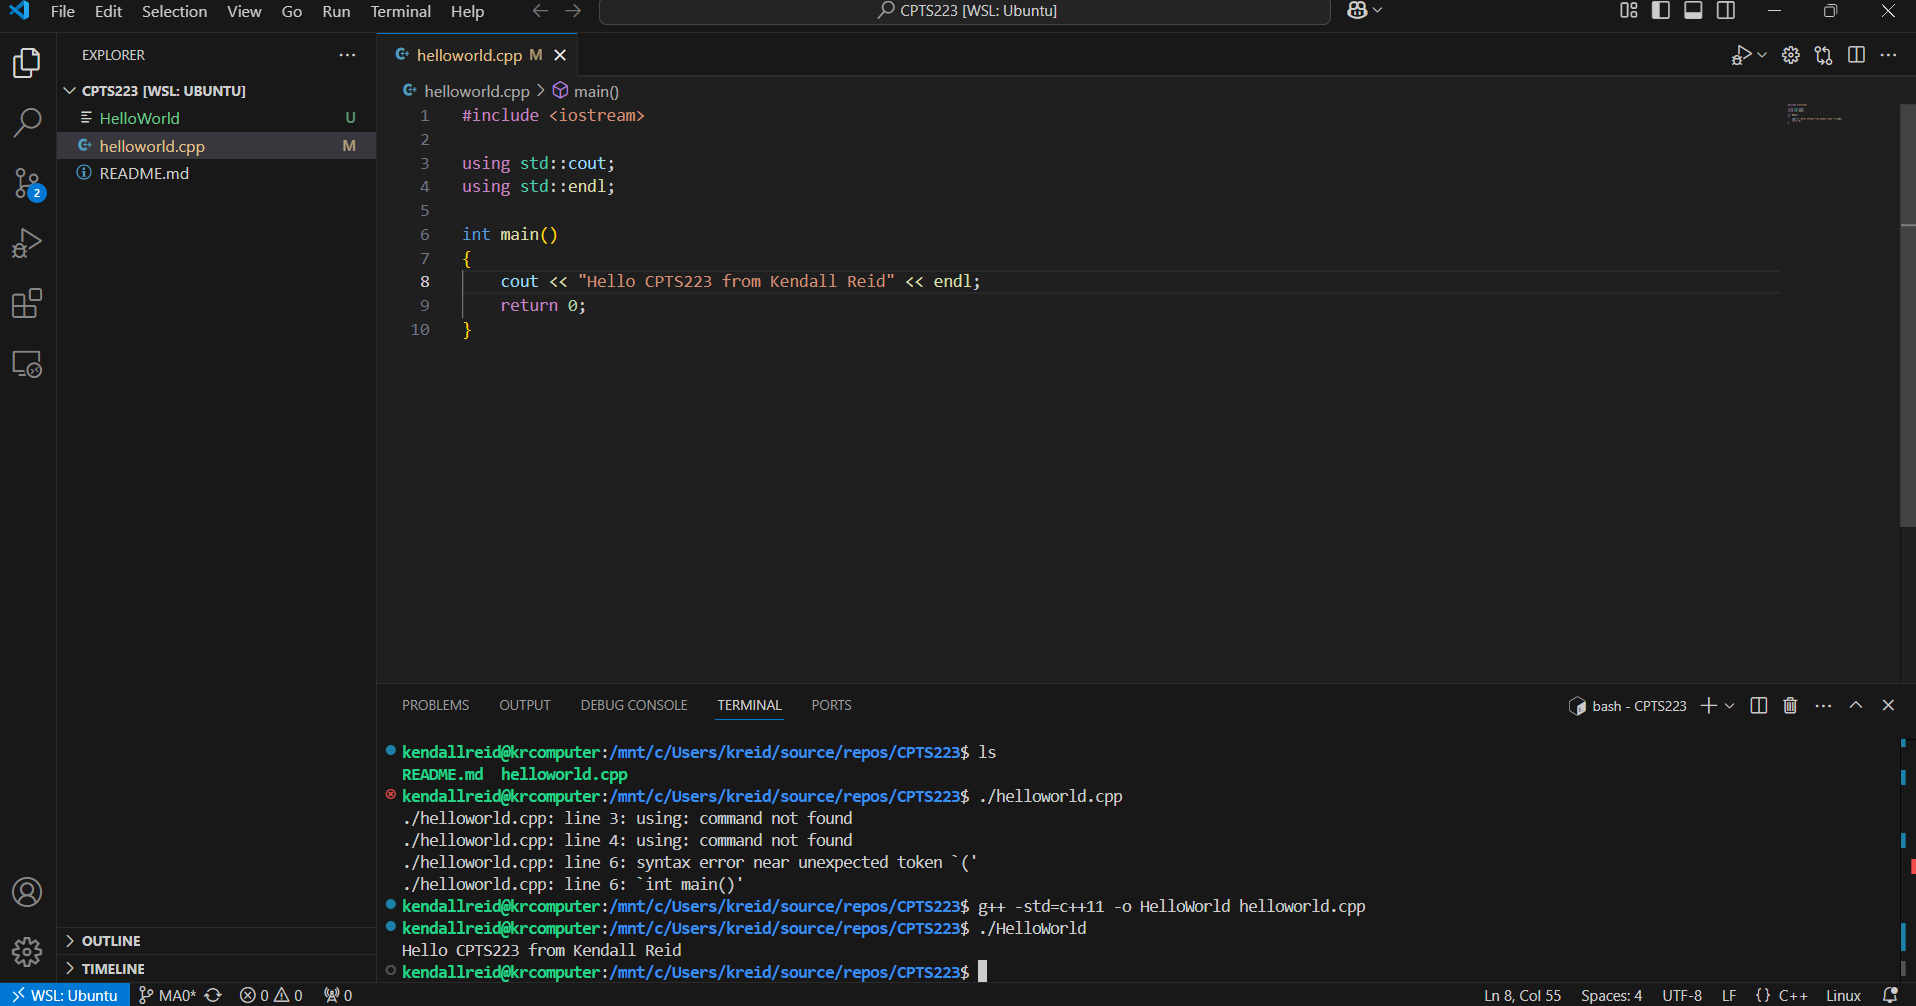 File Edit Selection View Go Run Terminal Help
CPTS223 [WSL: Ubuntu]
EXPLORER
CPTS223 [WSL: UBUNTU]
HelloWorld U
helloworld.cpp M
README.md
2
OUTLINE
TIMELINE
helloworld.cpp M
helloworld.cpp > main()
1 #include <iostream>
2
3 using std::cout;
4 using std::endl;
5
6 int main()
7 {
8 cout << "Hello CPTS223 from Kendall Reid" << endl;
9 return 0;
10 }
PROBLEMS OUTPUT DEBUG CONSOLE TERMINAL PORTS
bash - CPTS223
kendallreid@krcomputer:/mnt/c/Users/kreid/source/repos/CPTS223$ ls
README.md helloworld.cpp
kendallreid@krcomputer:/mnt/c/Users/kreid/source/repos/CPTS223$ ./helloworld.cpp
./helloworld.cpp: line 3: using: command not found
./helloworld.cpp: line 4: using: command not found
./helloworld.cpp: line 6: syntax error near unexpected token `('
./helloworld.cpp: line 6: `int main()'
kendallreid@krcomputer:/mnt/c/Users/kreid/source/repos/CPTS223$ g++ -std=c++11 -o HelloWorld helloworld.cpp
kendallreid@krcomputer:/mnt/c/Users/kreid/source/repos/CPTS223$ ./HelloWorld
Hello CPTS223 from Kendall Reid
kendallreid@krcomputer:/mnt/c/Users/kreid/source/repos/CPTS223$
WSL: Ubuntu MA0* 0 0 0 Ln 8, Col 55 Spaces: 4 UTF-8 LF {} C++ Linux